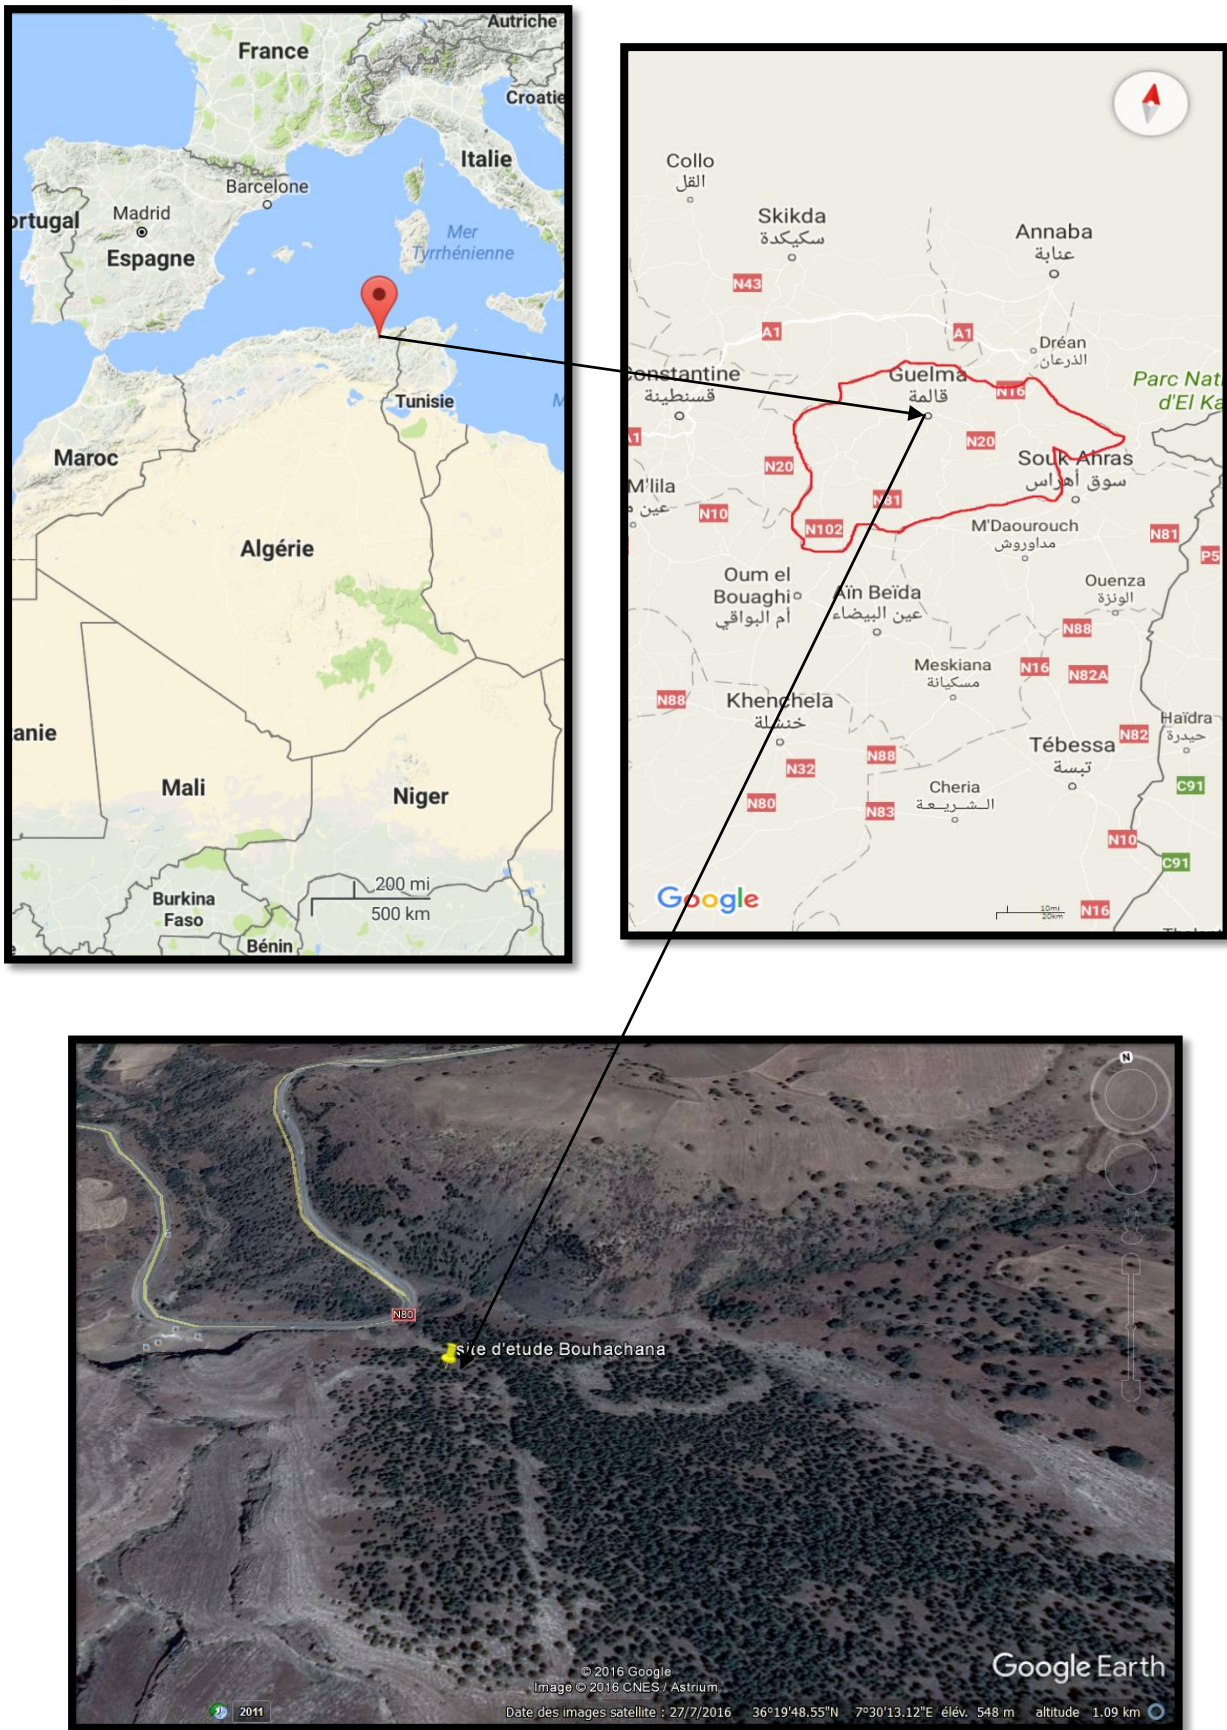 Autriche
France
Croatie
Italie
Barcelone
ortugal
Madrid
Espagne
Mer
Tyrrhénienne
Tunisie
M
Maroc
Algérie
anie
Mali
Niger
200 mi
500 km
Burkina
Faso
Bénin
Collo
القل
Skikda
سكيكدة
Annaba
عنابة
N43
A1
A1
Dréan
الذرعان
Constantine
قسنطينة
Guelma
قالمة
N16
Parc Nati
d'El Ka
A1
N20
N20
Souk Ahras
سوق أهراس
M'lila
عين م
N81
N10
N102
M'Daourouch
مداوروش
N81
P5
Oum el
Bouaghi
أم البواقي
Aïn Beïda
عين البيضاء
Ouenza
الونزة
N88
Meskiana
مسكيانة
N16
N82A
N88
Khenchela
خنشلة
Haïdra
حيدرة
N82
Tébessa
تبسة
N88
N32
Cheria
الشريعة
C91
N80
N83
N10
C91
Google
10mi
20km
N16
N
N80
site d'etude Bouhachana
Google Earth
© 2016 Google
Image © 2016 CNES / Astrium
2011
Date des images satellite : 27/7/2016 36°19'48.55"N 7°30'13.12"E élév. 548 m altitude 1.09 km